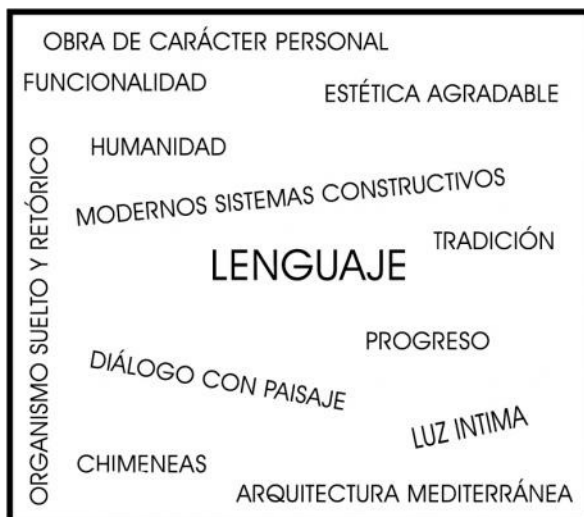 OBRA DE CARÁCTER PERSONAL
FUNCIONALIDAD
ESTÉTICA AGRADABLE
HUMANIDAD
MODERNOS SISTEMAS CONSTRUCTIVOS
TRADICIÓN
LENGUAJE
ORGANISMO SUELTO Y RETÓRICO
PROGRESO
DIÁLOGO CON PAISAJE
LUZ INTIMA
CHIMENEAS
ARQUITECTURA MEDITERRÁNEA